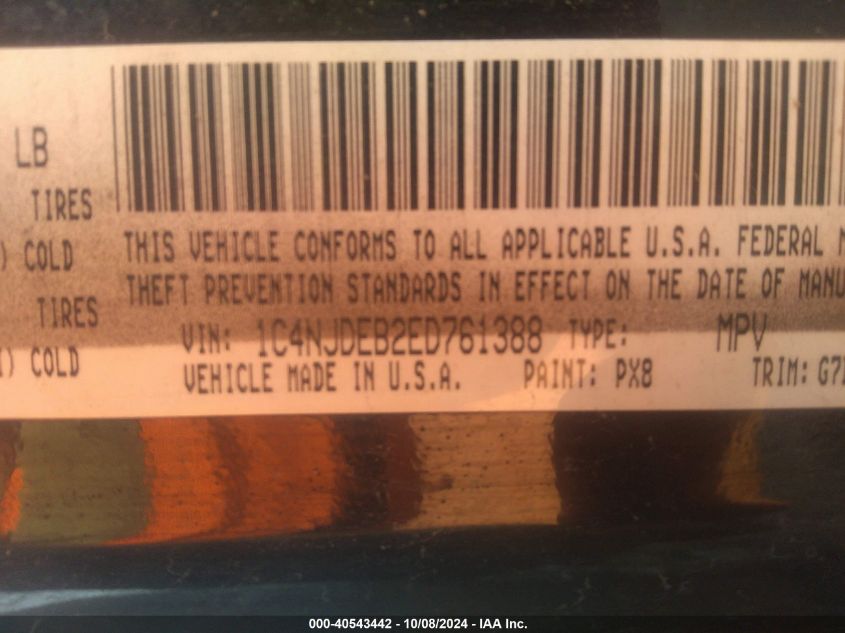 LB
TIRES
) COLD
TIRES
) COLD
THIS VEHICLE CONFORMS TO ALL APPLICABLE U.S.A. FEDERAL
THEFT PREVENTION STANDARDS IN EFFECT ON THE DATE OF MANU
VIN: 1C4NJDEB2ED761388 TYPE: MPV
VEHICLE MADE IN U.S.A. PAINT: PX8 TRIM:
000-40543442 - 10/08/2024 - IAA Inc.